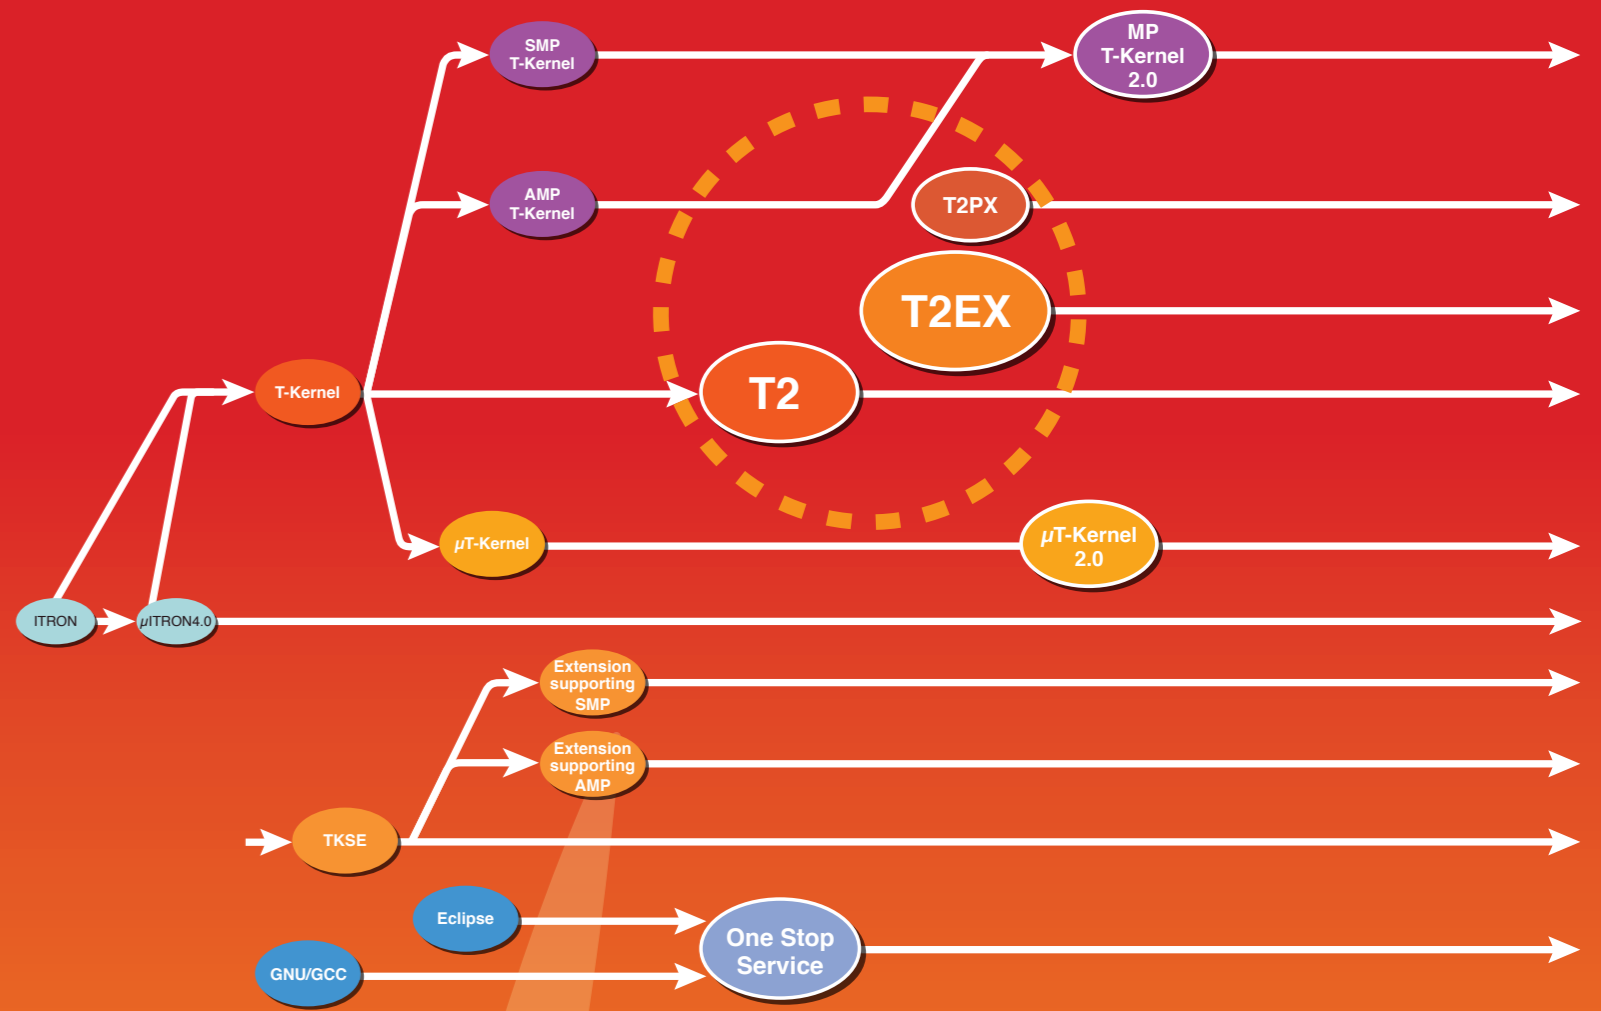 SMP
T-Kernel
MP
T-Kernel
2.0
AMP
T-Kernel
T2PX
T2EX
T-Kernel
T2
μT-Kernel
μT-Kernel
2.0
ITRON
μITRON4.0
Extension
supporting
SMP
Extension
supporting
AMP
TKSE
Eclipse
One Stop
Service
GNU/GCC